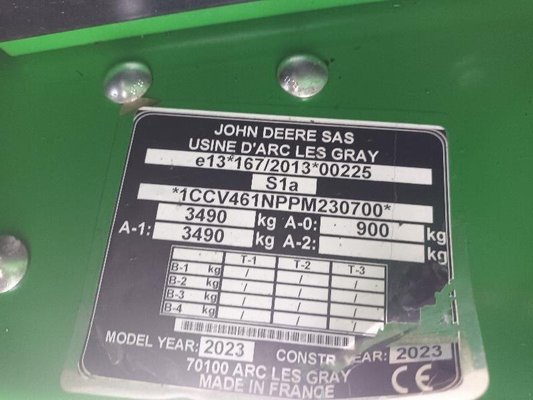 JOHN DEERE SAS
USINE D'ARC LES GRAY
e13*167/2013*00225
S1a
*1CCV461NPPM230700*
3490 kg A-0: 900 kg
A-1: 3490 kg A-2: kg
T-1 T-2 T-3
B-1 kg / / /
B-2 kg / / /
B-3 kg / / /
B-4 kg / / /
MODEL YEAR: 2023 CONSTR YEAR: 2023
70100 ARC LES GRAY
MADE IN FRANCE CE